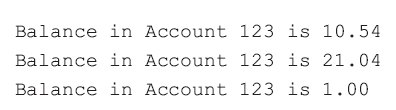 Balance in Account 123 is 10.54
Balance in Account 123 is 21.04
Balance in Account 123 is 1.00